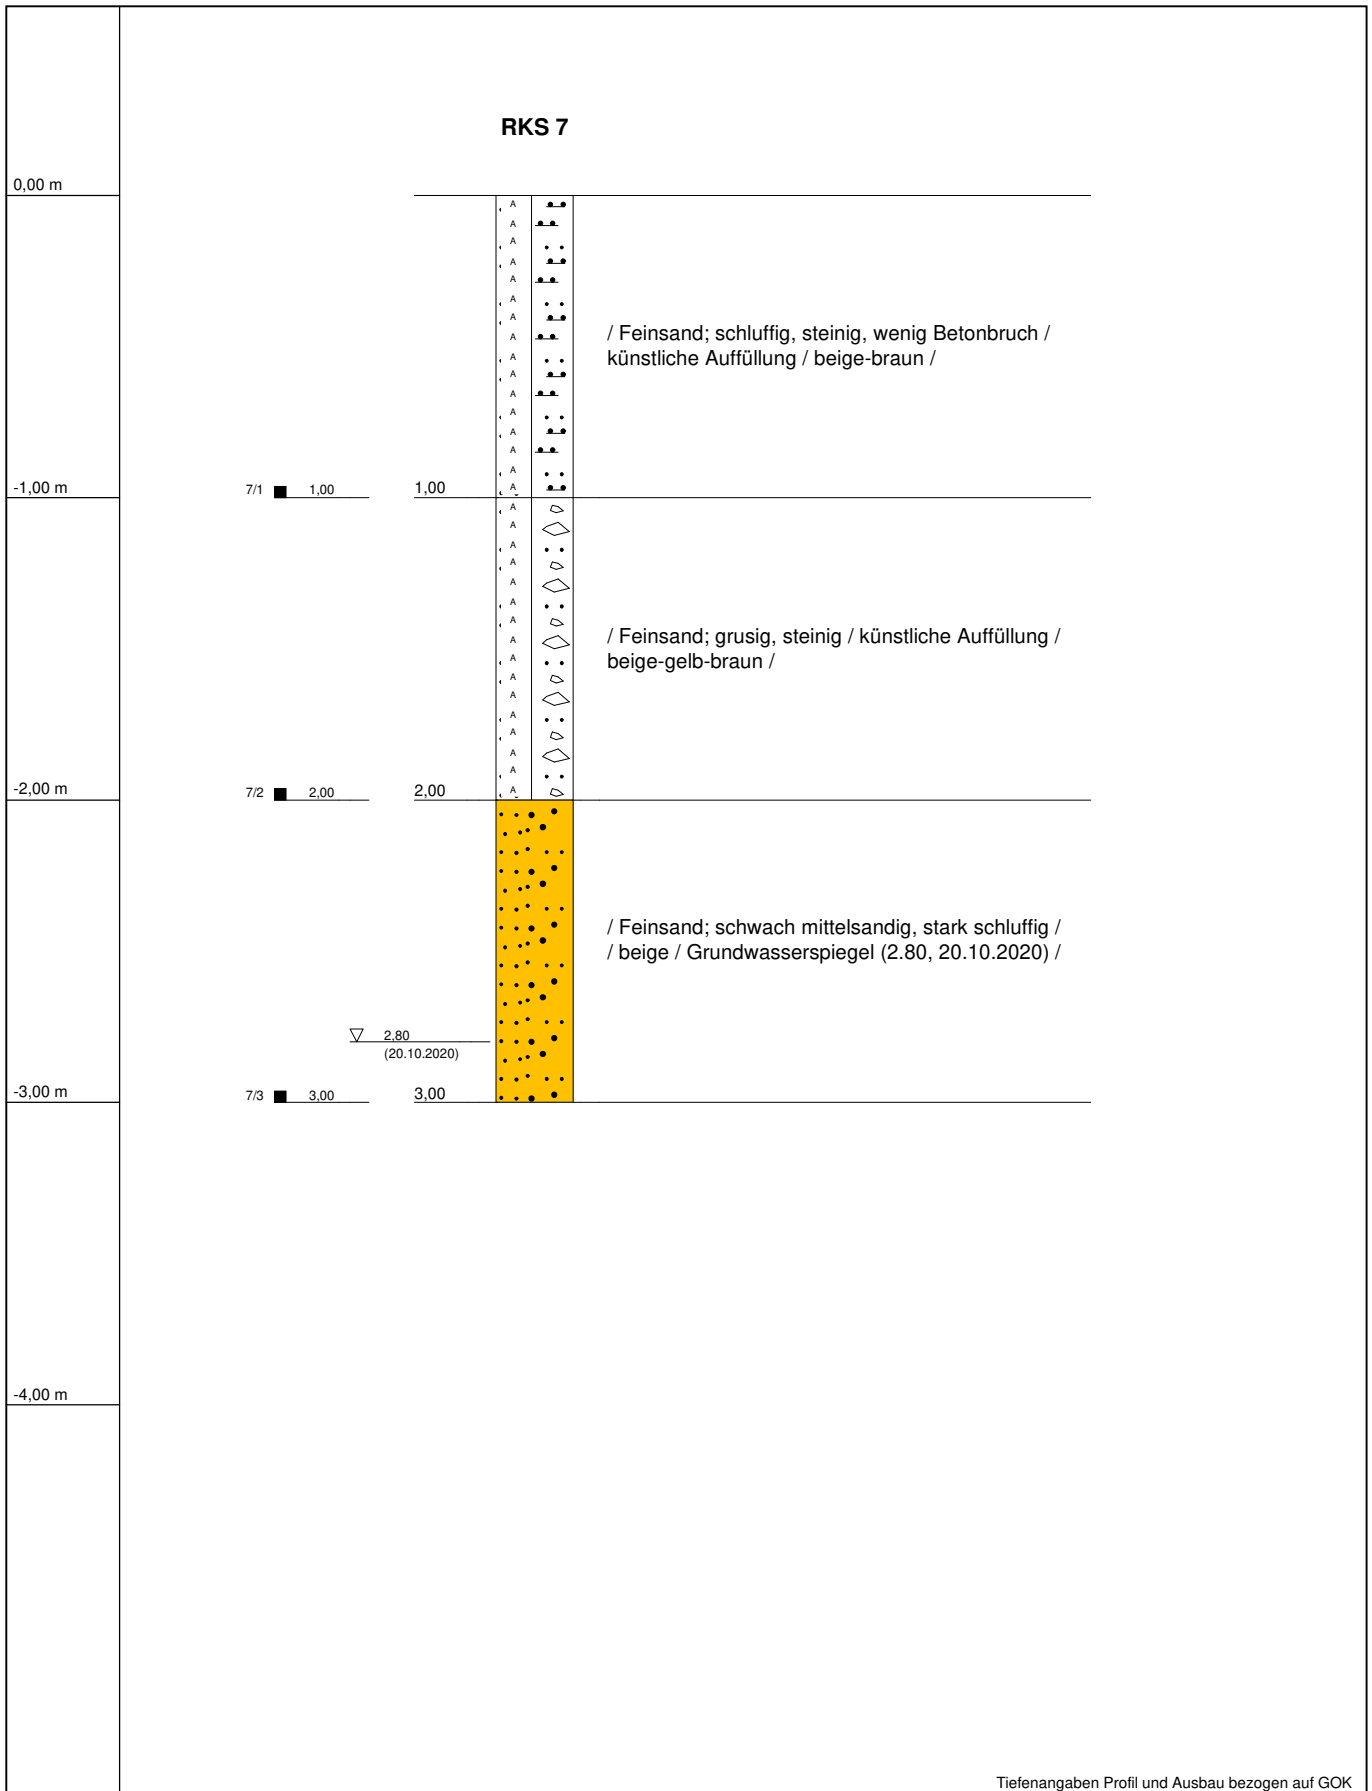 RKS 7
0,00 m
/ Feinsand; schluffig, steinig, wenig Betonbruch /
künstliche Auffüllung / beige-braun /
-1,00 m
7/1 1,00 1,00
/ Feinsand; grusig, steinig / künstliche Auffüllung /
beige-gelb-braun /
-2,00 m
7/2 2,00 2,00
/ Feinsand; schwach mittelsandig, stark schluffig /
/ beige / Grundwasserspiegel (2.80, 20.10.2020) /
2,80
(20.10.2020)
-3,00 m
7/3 3,00 3,00
-4,00 m
Tiefenangaben Profil und Ausbau bezogen auf GOK